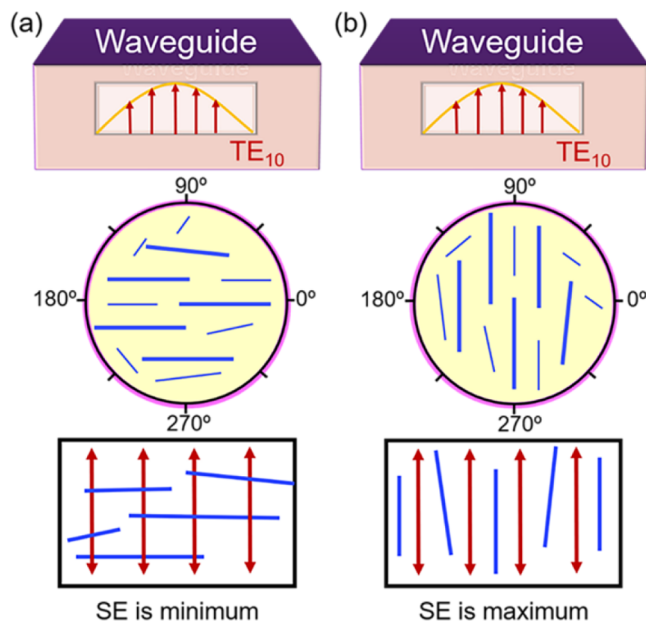 (a)
Waveguide
TE10
90º
180º
0º
270º
SE is minimum
(b)
Waveguide
TE10
90º
180º
0º
270º
SE is maximum